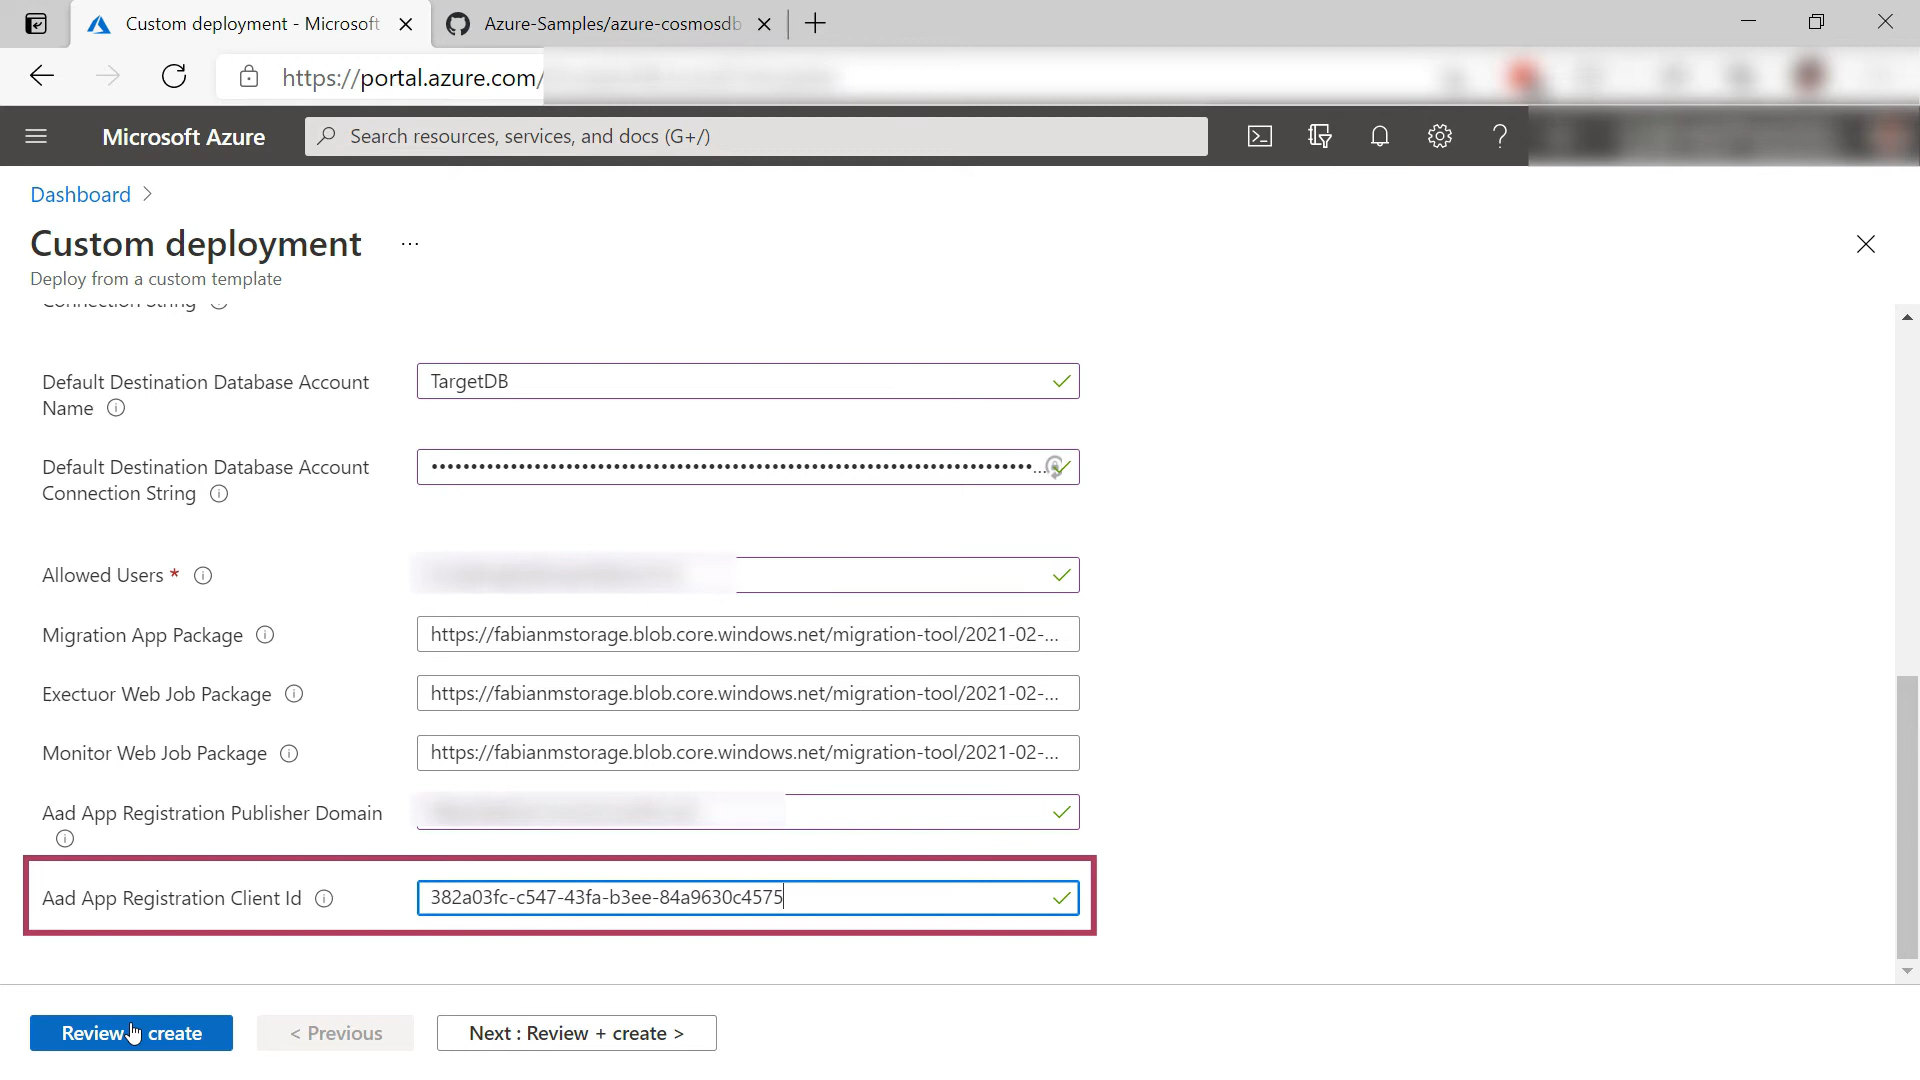 Custom deployment - Microsoft
Azure-Samples/azure-cosmosdb
https://portal.azure.com/
Microsoft Azure
Search resources, services, and docs (G+/)
Dashboard >
Custom deployment ...
Deploy from a custom template
Connection String
Default Destination Database Account
Name
TargetDB
Default Destination Database Account
Connection String
Allowed Users *
Migration App Package
https://fabianmstorage.blob.core.windows.net/migration-tool/2021-02-...
Exectuor Web Job Package
https://fabianmstorage.blob.core.windows.net/migration-tool/2021-02-...
Monitor Web Job Package
https://fabianmstorage.blob.core.windows.net/migration-tool/2021-02-...
Aad App Registration Publisher Domain
Aad App Registration Client Id
382a03fc-c547-43fa-b3ee-84a9630c4575
Review + create
< Previous
Next : Review + create >